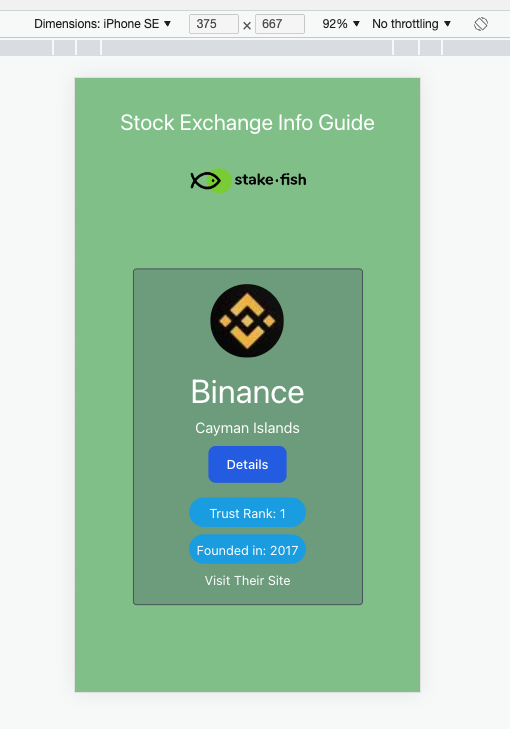 Dimensions: iPhone SE ▼ 375 × 667 92% ▼ No throttling ▼
Stock Exchange Info Guide
stake·fish
Binance
Cayman Islands
Details
Trust Rank: 1
Founded in: 2017
Visit Their Site